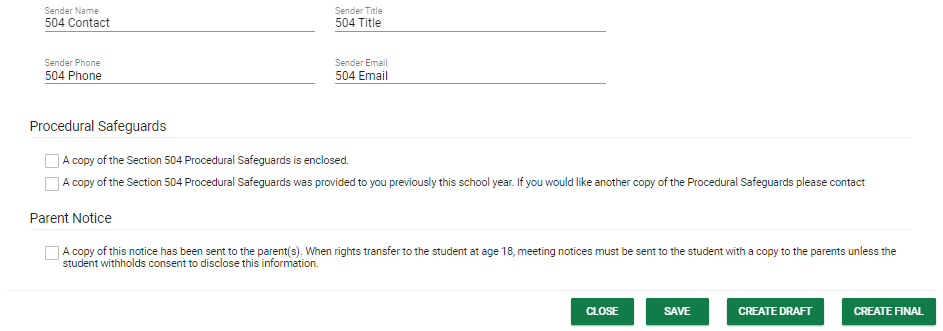 Sender Name Sender Title
504 Contact 504 Title
Sender Phone Sender Email
504 Phone 504 Email
Procedural Safeguards
A copy of the Section 504 Procedural Safeguards is enclosed.
A copy of the Section 504 Procedural Safeguards was provided to you previously this school year. If you would like another copy of the Procedural Safeguards please contact
Parent Notice
A copy of this notice has been sent to the parent(s). When rights transfer to the student at age 18, meeting notices must be sent to the student with a copy to the parents unless the
student withholds consent to disclose this information.
CLOSE SAVE CREATE DRAFT CREATE FINAL